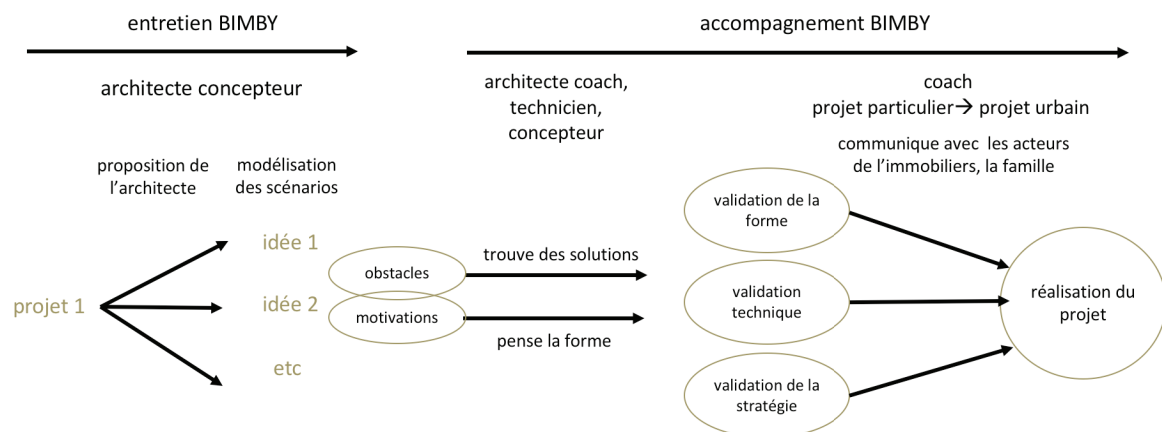 entretien BIMBY
accompagnement BIMBY
architecte concepteur
architecte coach,
technicien,
concepteur
coach
projet particulier→ projet urbain
communique avec les acteurs
de l'immobiliers, la famille
proposition de
l'architecte
modélisation
des scénarios
projet 1
idée 1
idée 2
etc
obstacles
motivations
trouve des solutions
pense la forme
validation de la
forme
validation
technique
validation de la
stratégie
réalisation du
projet